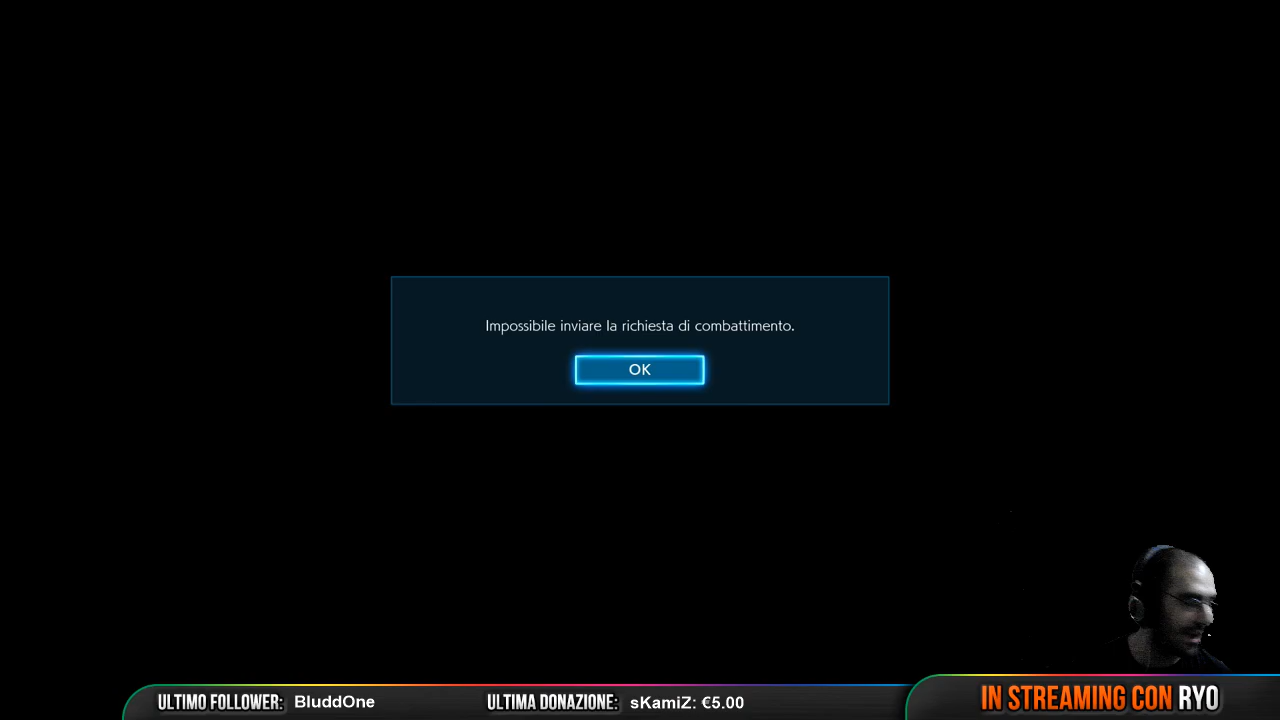 Impossibile inviare la richiesta di combattimento.
OK
ULTIMO FOLLOWER: BluddOne
ULTIMA DONAZIONE: sKamiZ: €5.00
IN STREAMING CON RYO